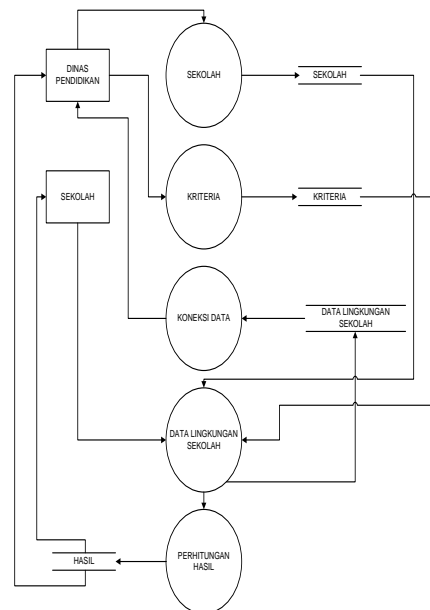 DINAS
PENDIDIKAN
SEKOLAH
SEKOLAH
SEKOLAH
KRITERIA
KRITERIA
KONEKSI DATA
DATA LINGKUNGAN
SEKOLAH
DATA LINGKUNGAN
SEKOLAH
HASIL
PERHITUNGAN
HASIL